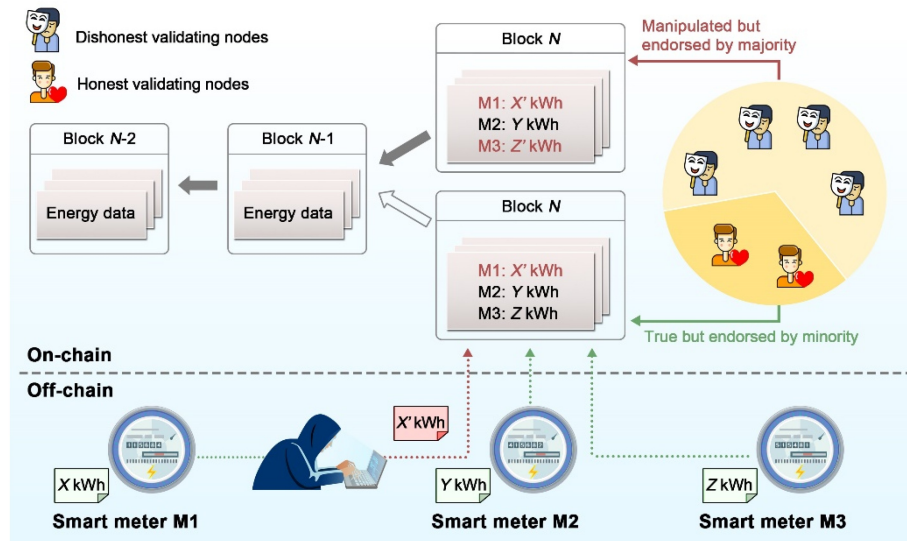 Dishonest validating nodes
Honest validating nodes
Block N
M1: X' kWh
M2: Y kWh
M3: Z' kWh
Manipulated but
endorsed by majority
Block N-2
Energy data
Block N-1
Energy data
Block N
M1: X' kWh
M2: Y kWh
M3: Z kWh
True but endorsed by minority
On-chain
Off-chain
X kWh
X' kWh
Y kWh
Z kWh
Smart meter M1
Smart meter M2
Smart meter M3